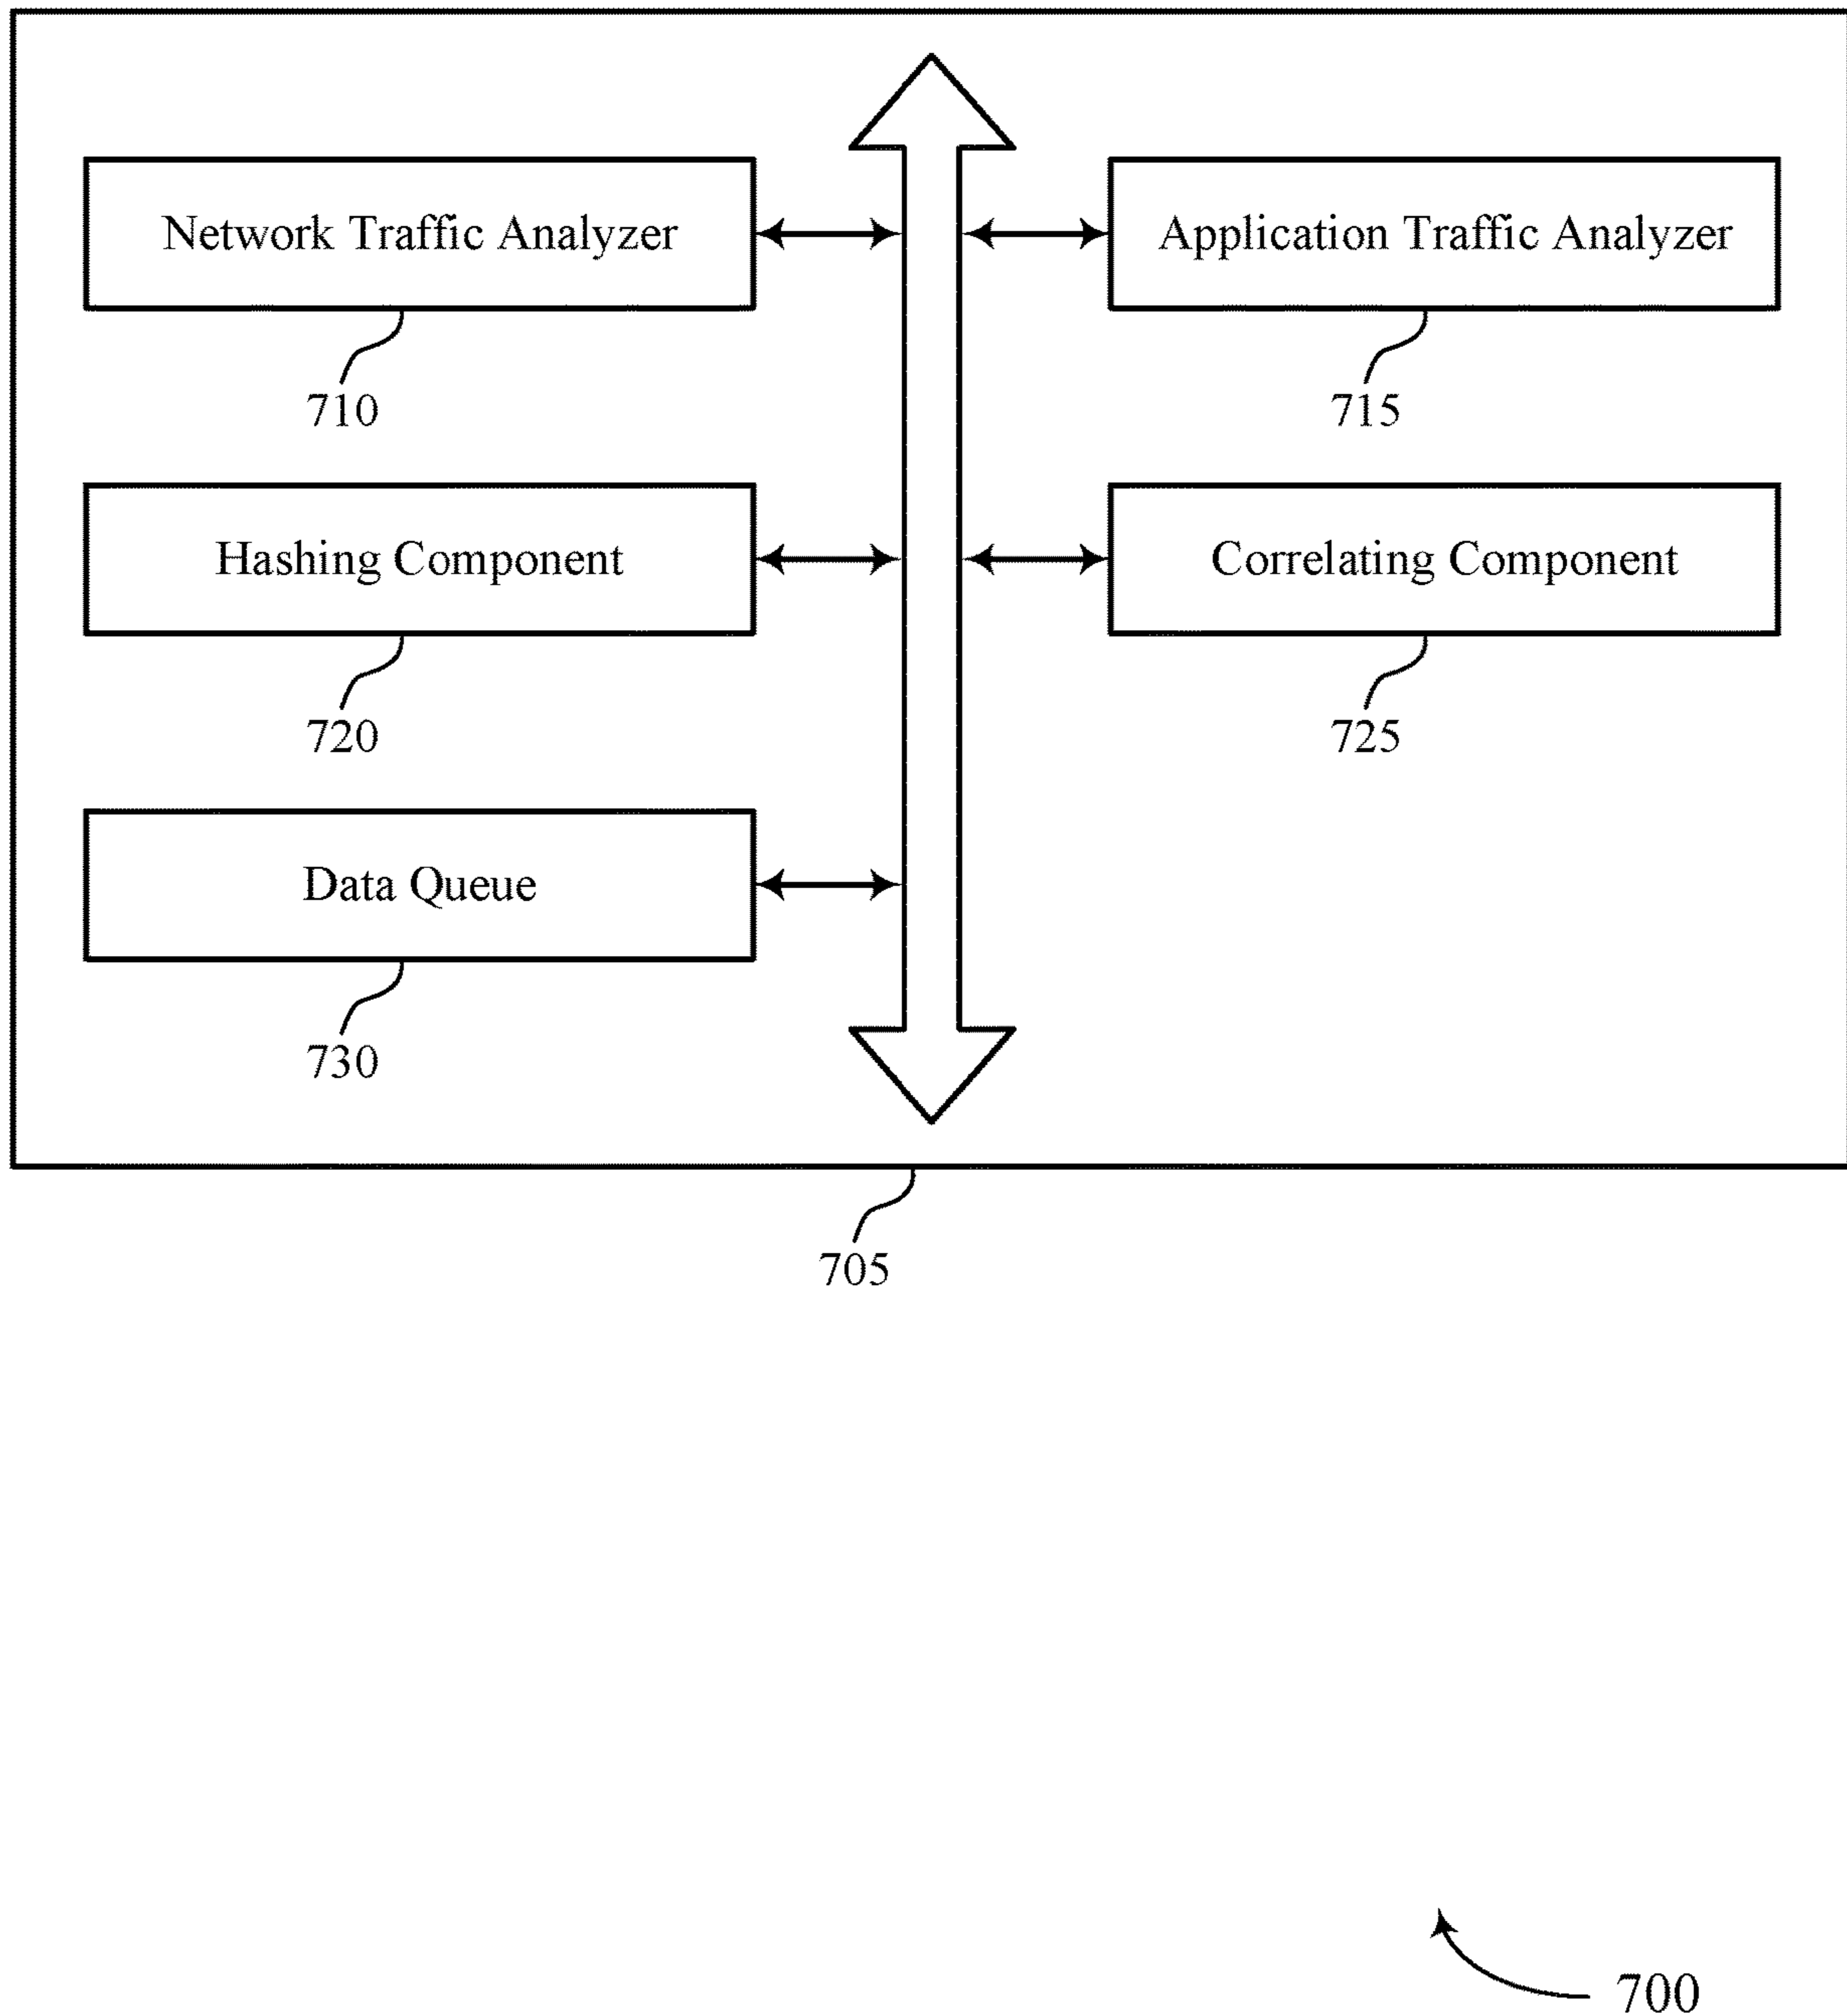 Network Traffic Analyzer
Application Traffic Analyzer
710
715
Hashing Component
Correlating Component
720
725
Data Queue
730
705
700